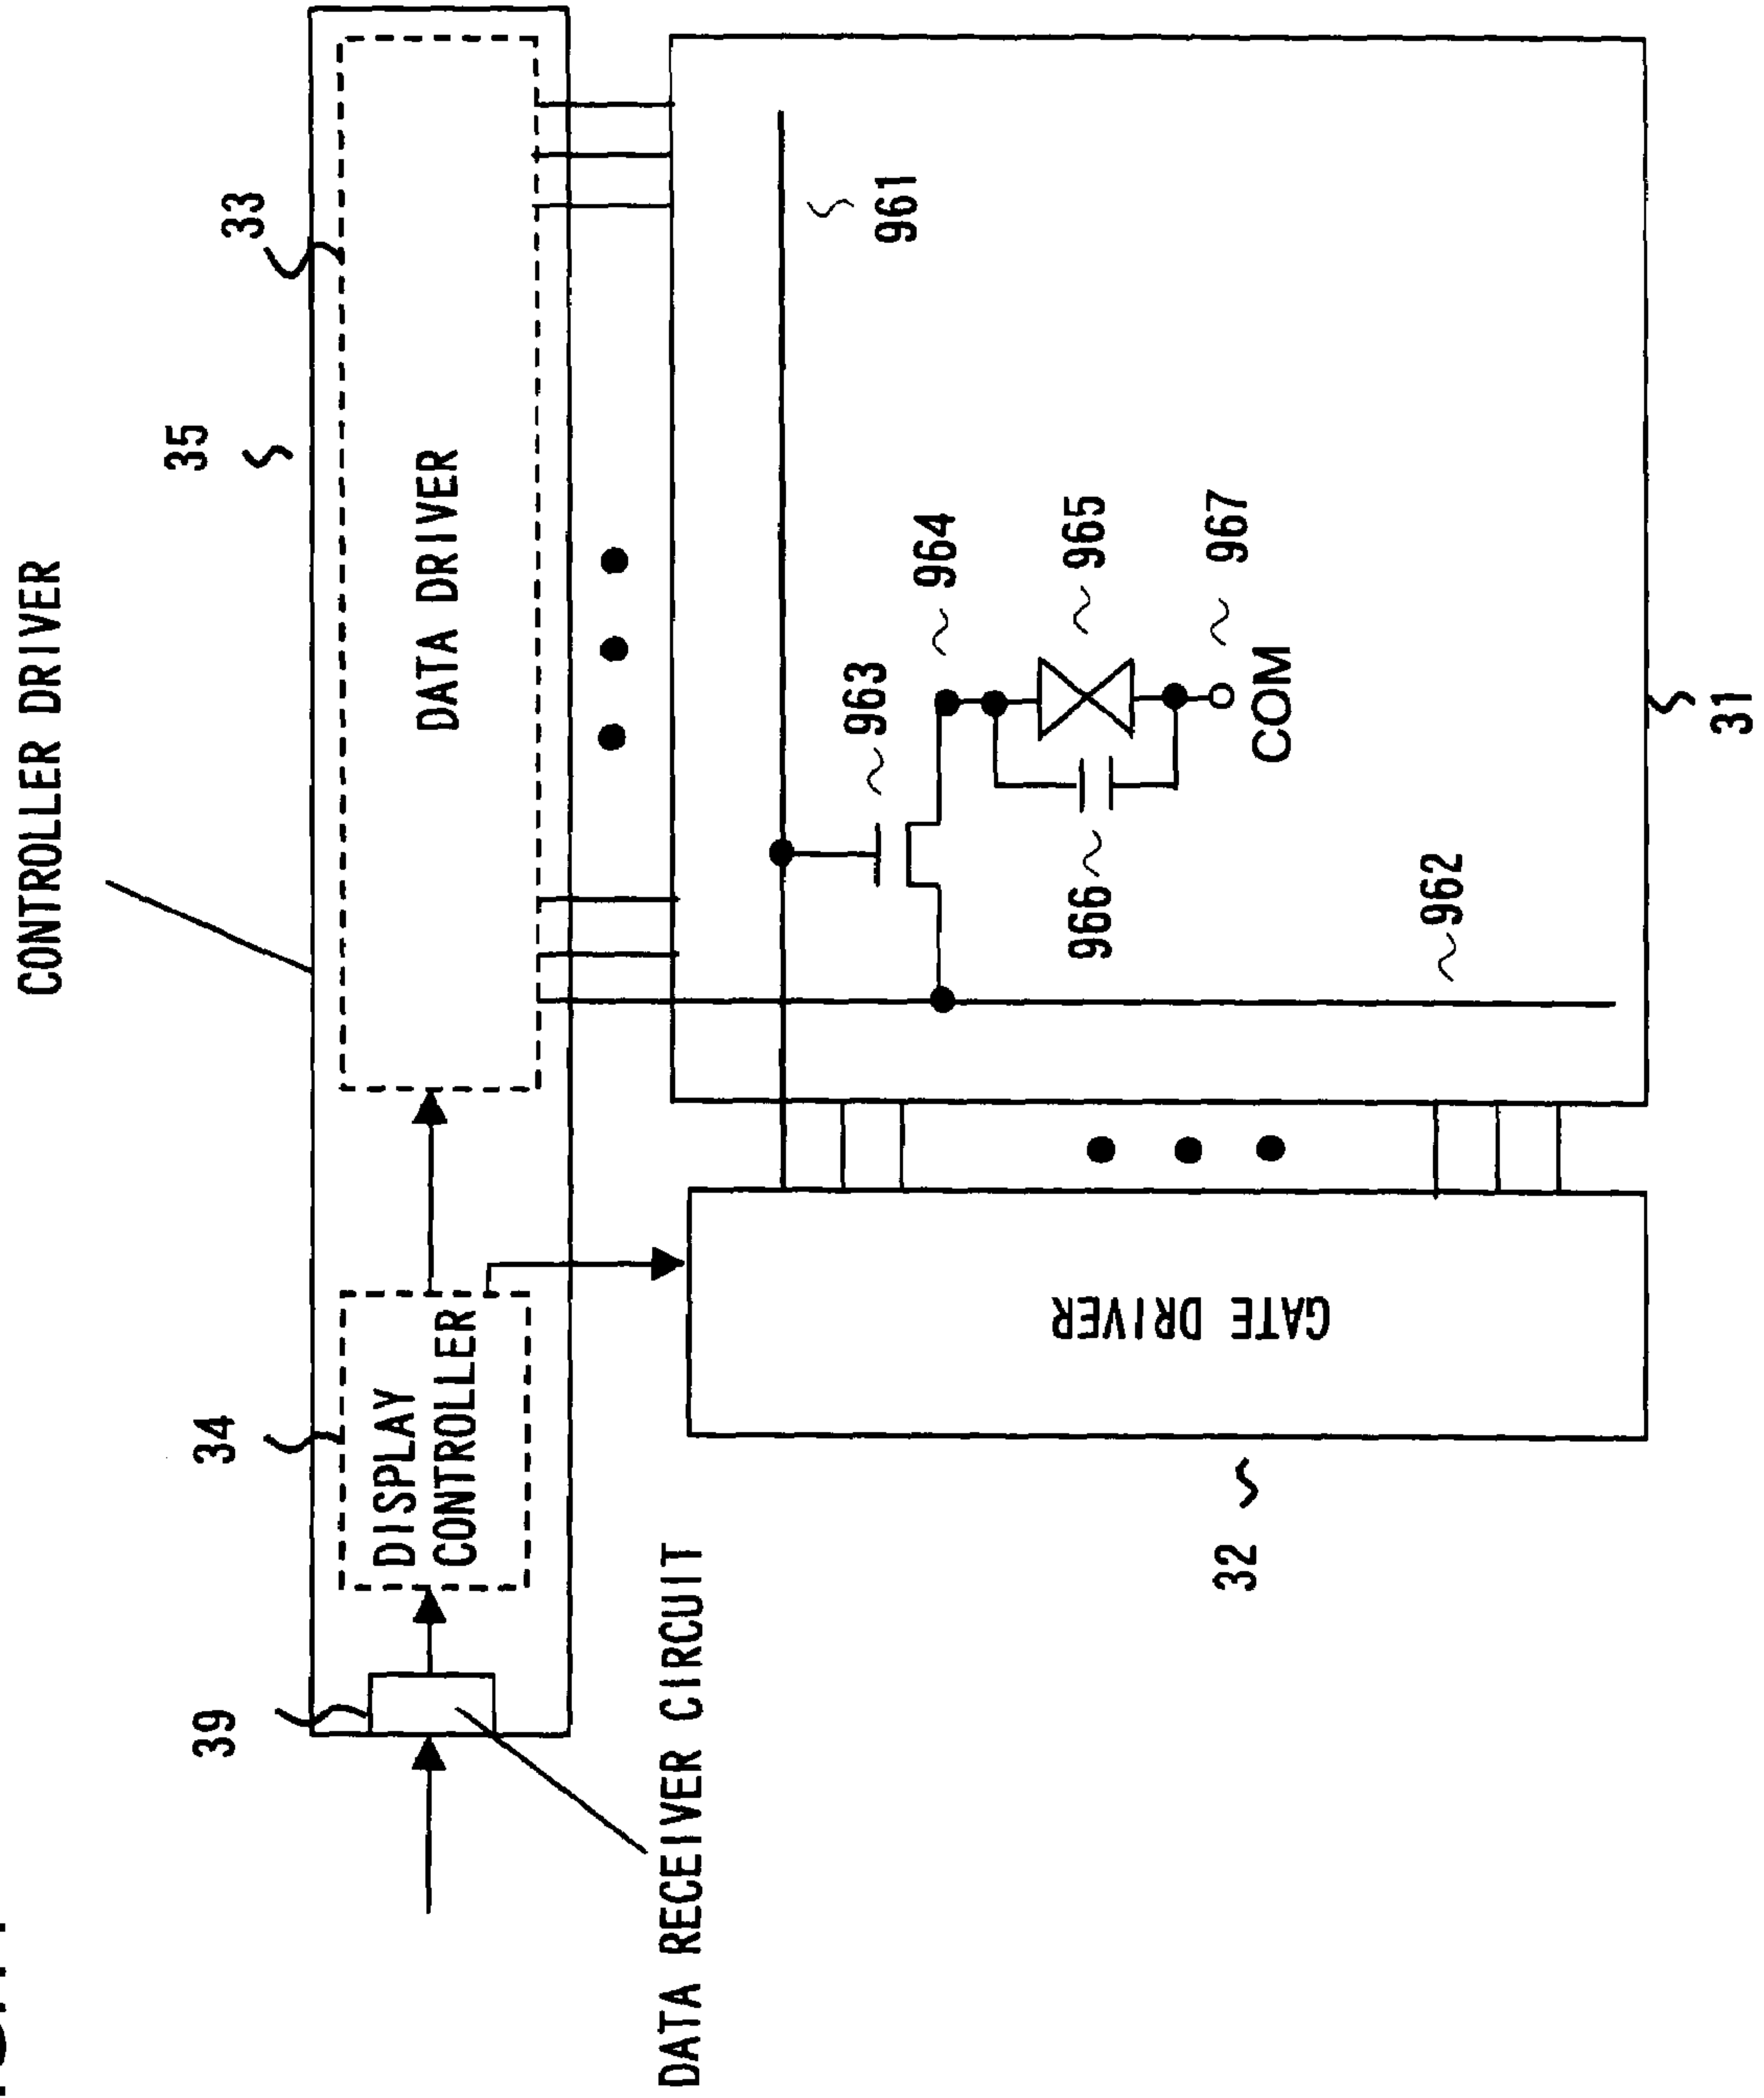 CONTROLLER DRIVER
35
33
34
39
DATA DRIVER
DISPLAY
CONTROLLER
DATA RECEIVER CIRCUIT
961
963
964
965
966
967
COM
962
GATE DRIVER
32
31